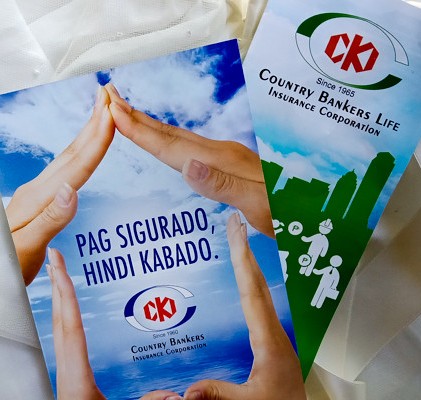 PAG SIGURADO,
HINDI KABADO.
CKI
Since 1960
COUNTRY BANKERS
INSURANCE CORPORATION
CKI
Since 1965
COUNTRY BANKERS LIFE
INSURANCE CORPORATION
P
P
P